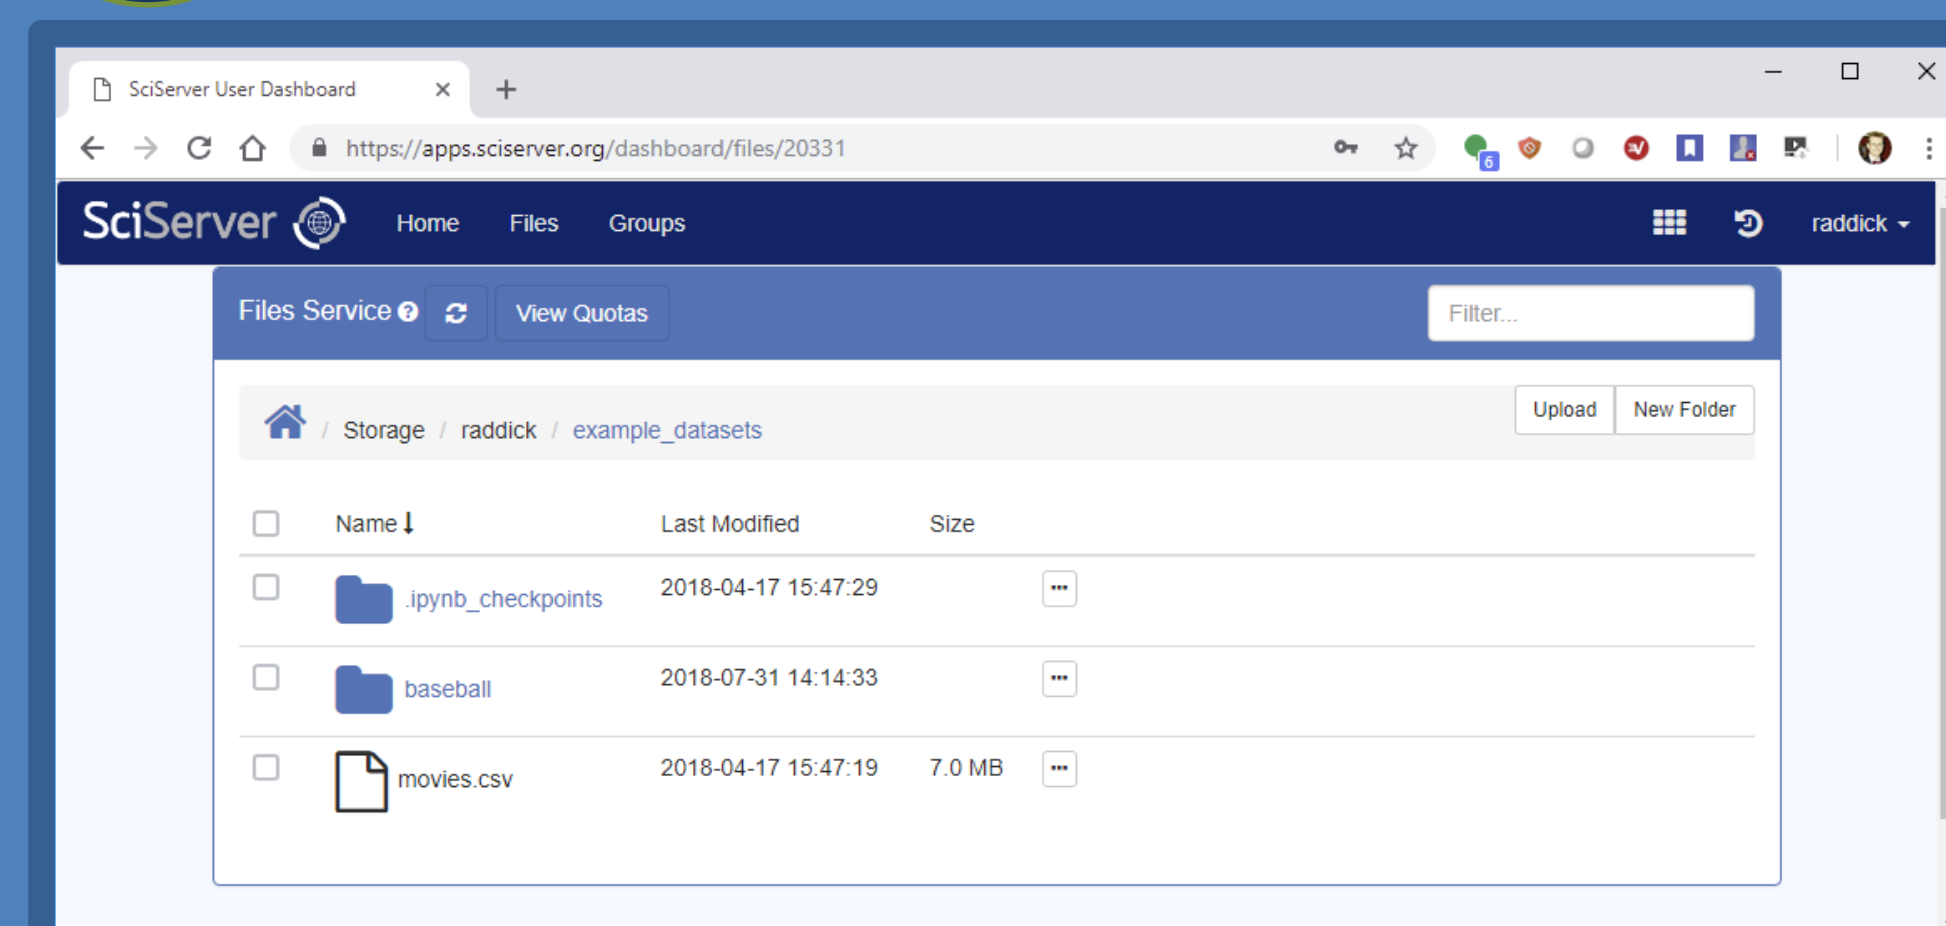 SciServer User Dashboard
https://apps.sciserver.org/dashboard/files/20331
6
SciServer Home Files Groups raddick
Files Service View Quotas Filter...
/ Storage / raddick / example_datasets Upload New Folder
Name Last Modified Size
.ipynb_checkpoints 2018-04-17 15:47:29
baseball 2018-07-31 14:14:33
movies.csv 2018-04-17 15:47:19 7.0 MB